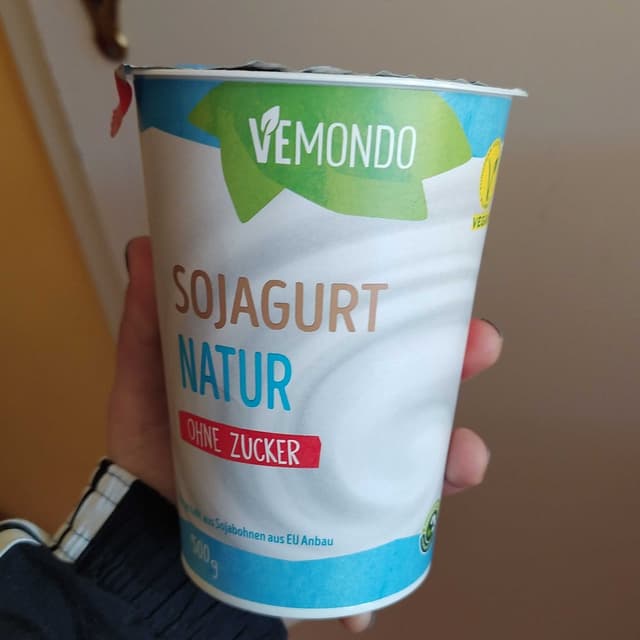 VEMONDO
SOJAGURT
NATUR
OHNE ZUCKER
aus Sojabohnen aus EU Anbau
500g